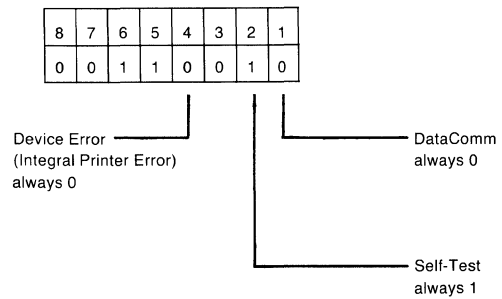 8 7 6 5 4 3 2 1
0 0 1 1 0 0 1 0
Device Error
(Integral Printer Error)
always 0
DataComm
always 0
Self-Test
always 1